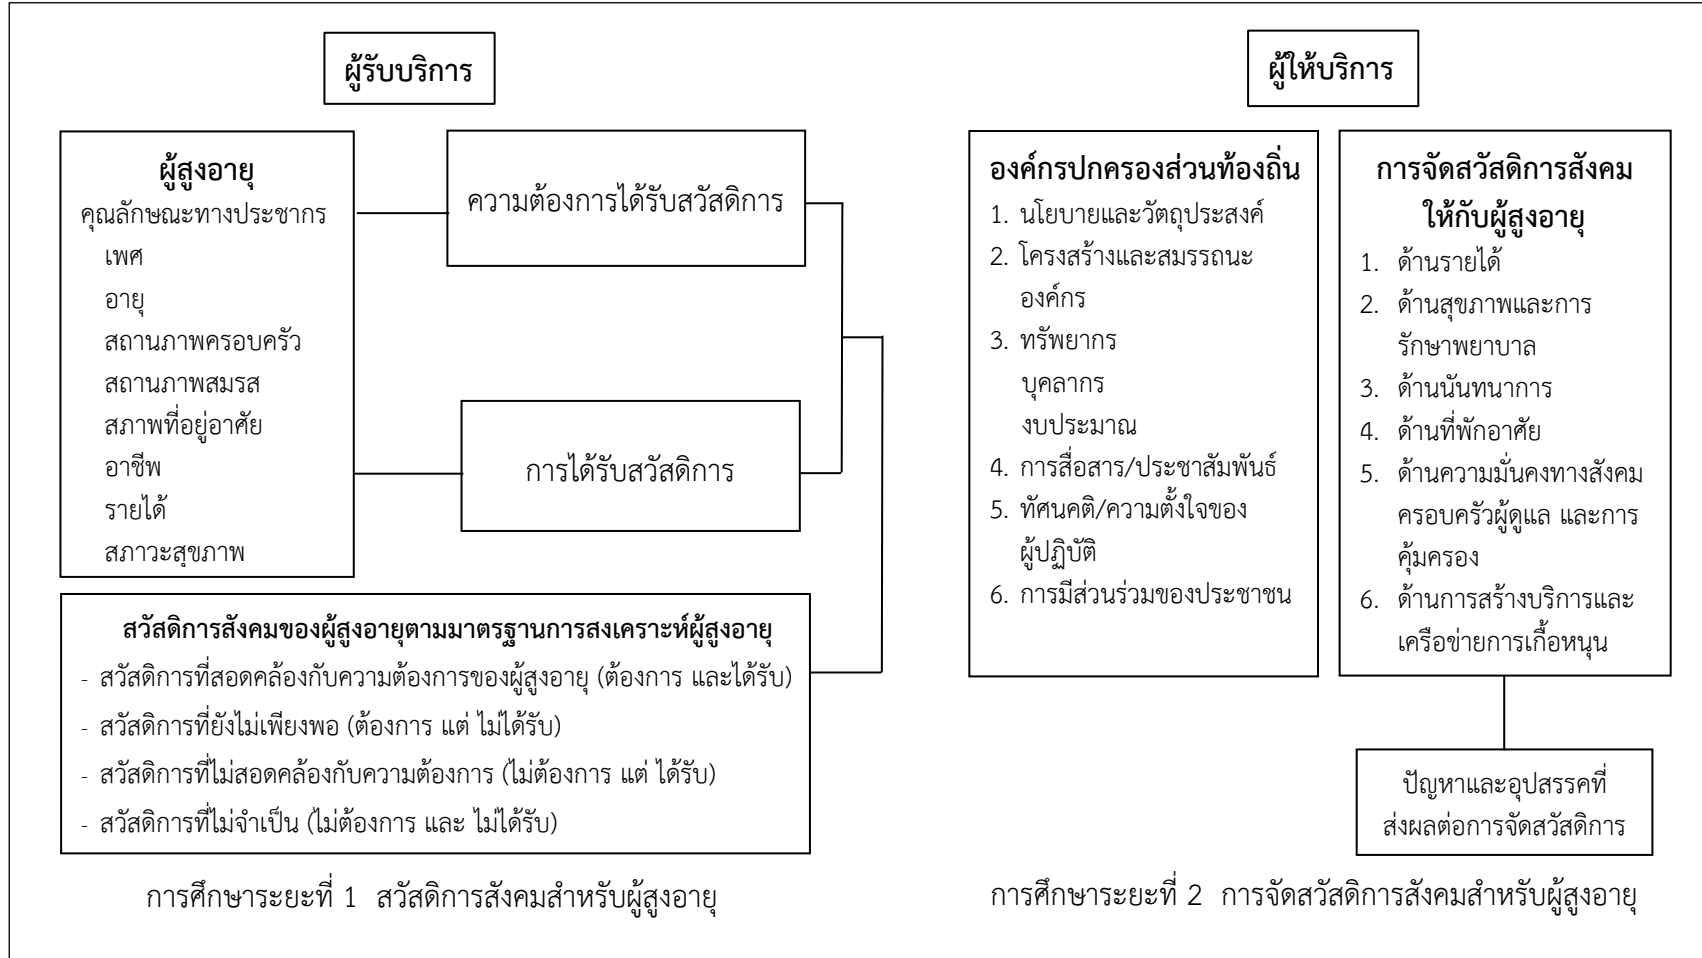 ผู้รับบริการ
ผู้สูงอายุ
คุณลักษณะทางประชากร
เพศ
อายุ
สถานภาพครอบครัว
สถานภาพสมรส
สภาพที่อยู่อาศัย
อาชีพ
รายได้
สภาวะสุขภาพ
ความต้องการได้รับสวัสดิการ
การได้รับสวัสดิการ
สวัสดิการสังคมของผู้สูงอายุตามมาตรฐานการสงเคราะห์ผู้สูงอายุ
- สวัสดิการที่สอดคล้องกับความต้องการของผู้สูงอายุ (ต้องการ และได้รับ)
- สวัสดิการที่ยังไม่เพียงพอ (ต้องการ แต่ ไม่ได้รับ)
- สวัสดิการที่ไม่สอดคล้องกับความต้องการ (ไม่ต้องการ แต่ ได้รับ)
- สวัสดิการที่ไม่จำเป็น (ไม่ต้องการ และ ไม่ได้รับ)
การศึกษาระยะที่ 1 สวัสดิการสังคมสำหรับผู้สูงอายุ
ผู้ให้บริการ
องค์กรปกครองส่วนท้องถิ่น
1. นโยบายและวัตถุประสงค์
2. โครงสร้างและสมรรถนะ
องค์กร
3. ทรัพยากร
บุคลากร
งบประมาณ
4. การสื่อสาร/ประชาสัมพันธ์
5. ทัศนคติ/ความตั้งใจของ
ผู้ปฏิบัติ
6. การมีส่วนร่วมของประชาชน
การจัดสวัสดิการสังคม
ให้กับผู้สูงอายุ
1. ด้านรายได้
2. ด้านสุขภาพและการ
รักษาพยาบาล
3. ด้านนันทนาการ
4. ด้านที่พักอาศัย
5. ด้านความมั่นคงทางสังคม
ครอบครัวผู้ดูแล และการ
คุ้มครอง
6. ด้านการสร้างบริการและ
เครือข่ายการเกื้อหนุน
ปัญหาและอุปสรรคที่
ส่งผลต่อการจัดสวัสดิการ
การศึกษาระยะที่ 2 การจัดสวัสดิการสังคมสำหรับผู้สูงอายุ